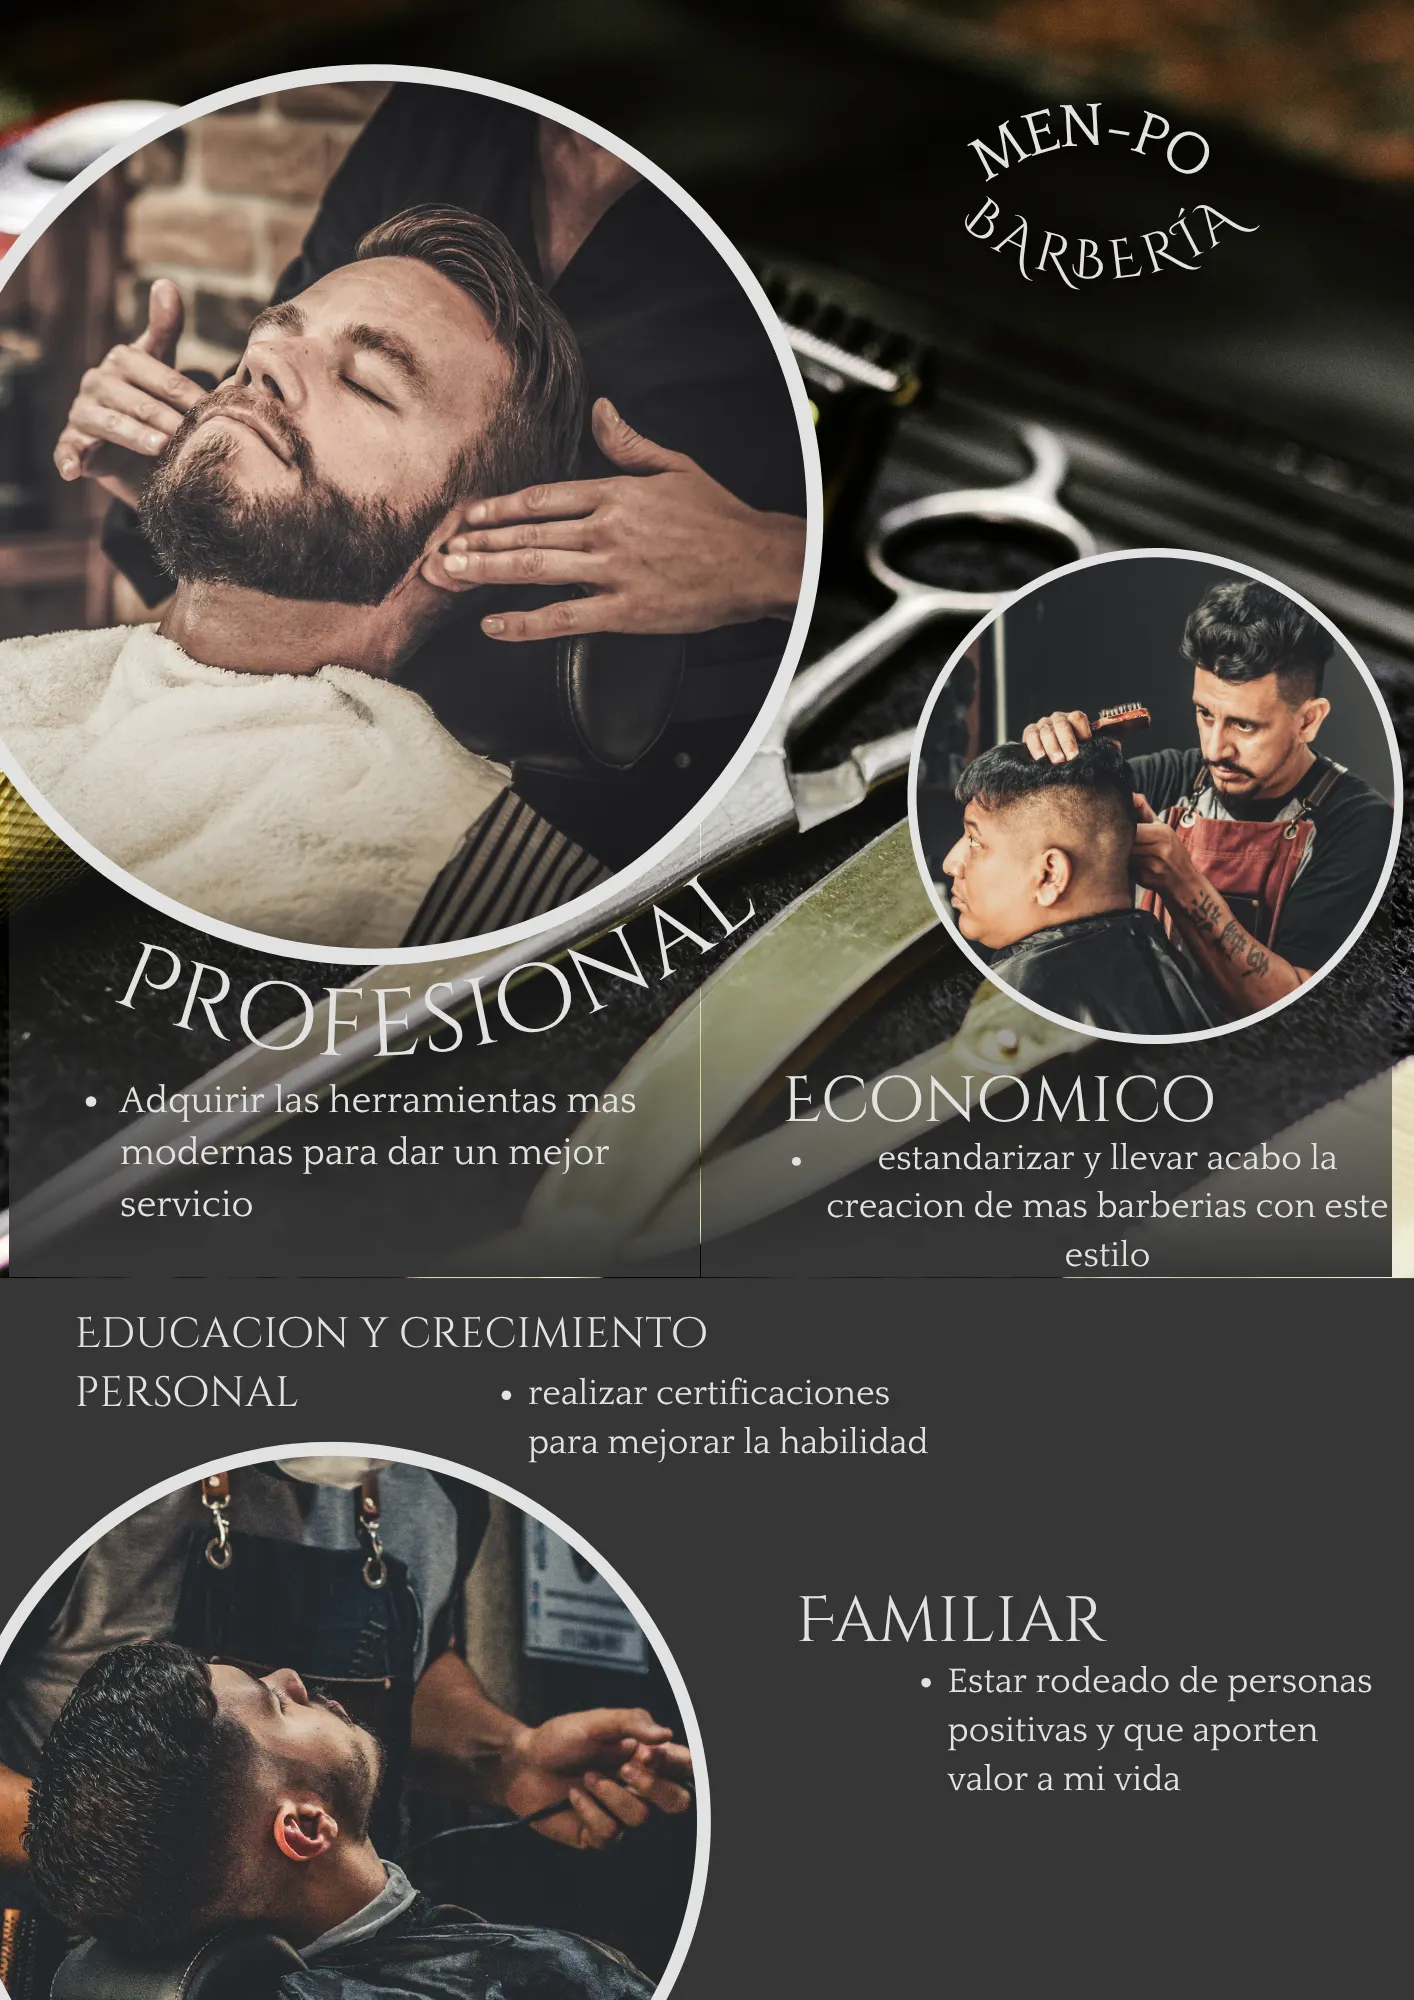 MEN-PO
BARBERÍA
PROFESIONAL
• Adquirir las herramientas mas
modernas para dar un mejor
servicio
ECONOMICO
• estandarizar y llevar acabo la
creacion de mas barberias con este
estilo
EDUCACION Y CRECIMIENTO
PERSONAL
• realizar certificaciones
para mejorar la habilidad
FAMILIAR
• Estar rodeado de personas
positivas y que aporten
valor a mi vida